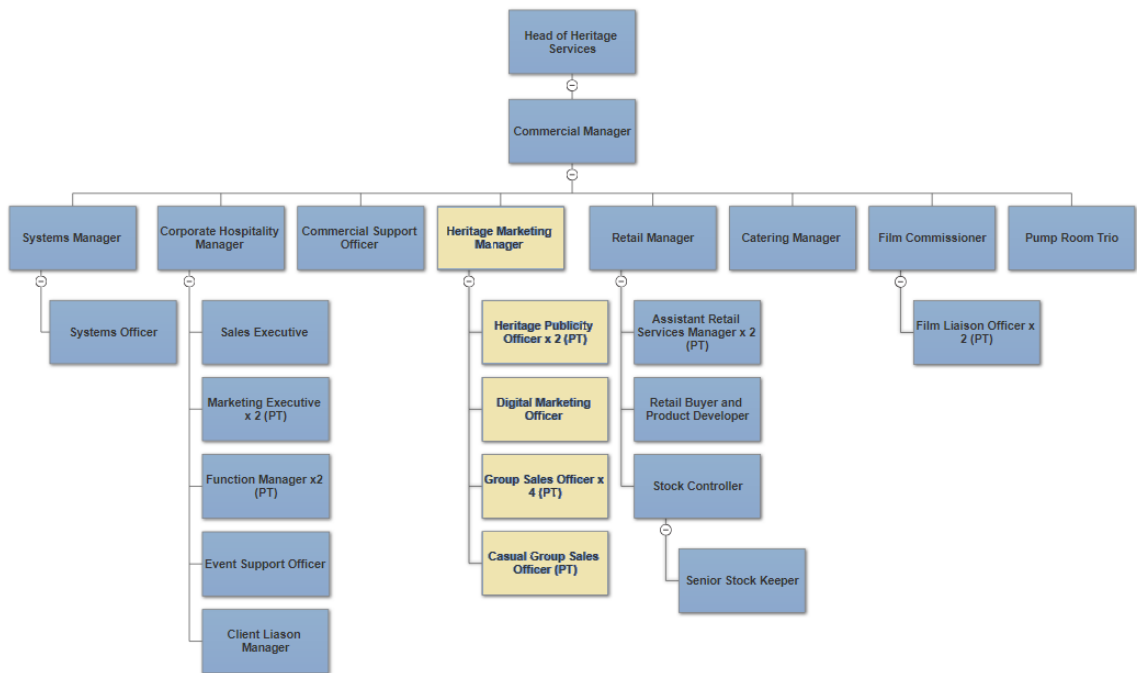 Head of Heritage
Services
Commercial Manager
Systems Manager
Corporate Hospitality
Manager
Commercial Support
Officer
Heritage Marketing
Manager
Retail Manager
Catering Manager
Film Commissioner
Pump Room Trio
Systems Officer
Sales Executive
Marketing Executive
x 2 (PT)
Function Manager x2
(PT)
Event Support Officer
Client Liason
Manager
Heritage Publicity
Officer x 2 (PT)
Digital Marketing
Officer
Group Sales Officer x
4 (PT)
Casual Group Sales
Officer (PT)
Assistant Retail
Services Manager x 2
(PT)
Retail Buyer and
Product Developer
Stock Controller
Senior Stock Keeper
Film Liaison Officer x
2 (PT)